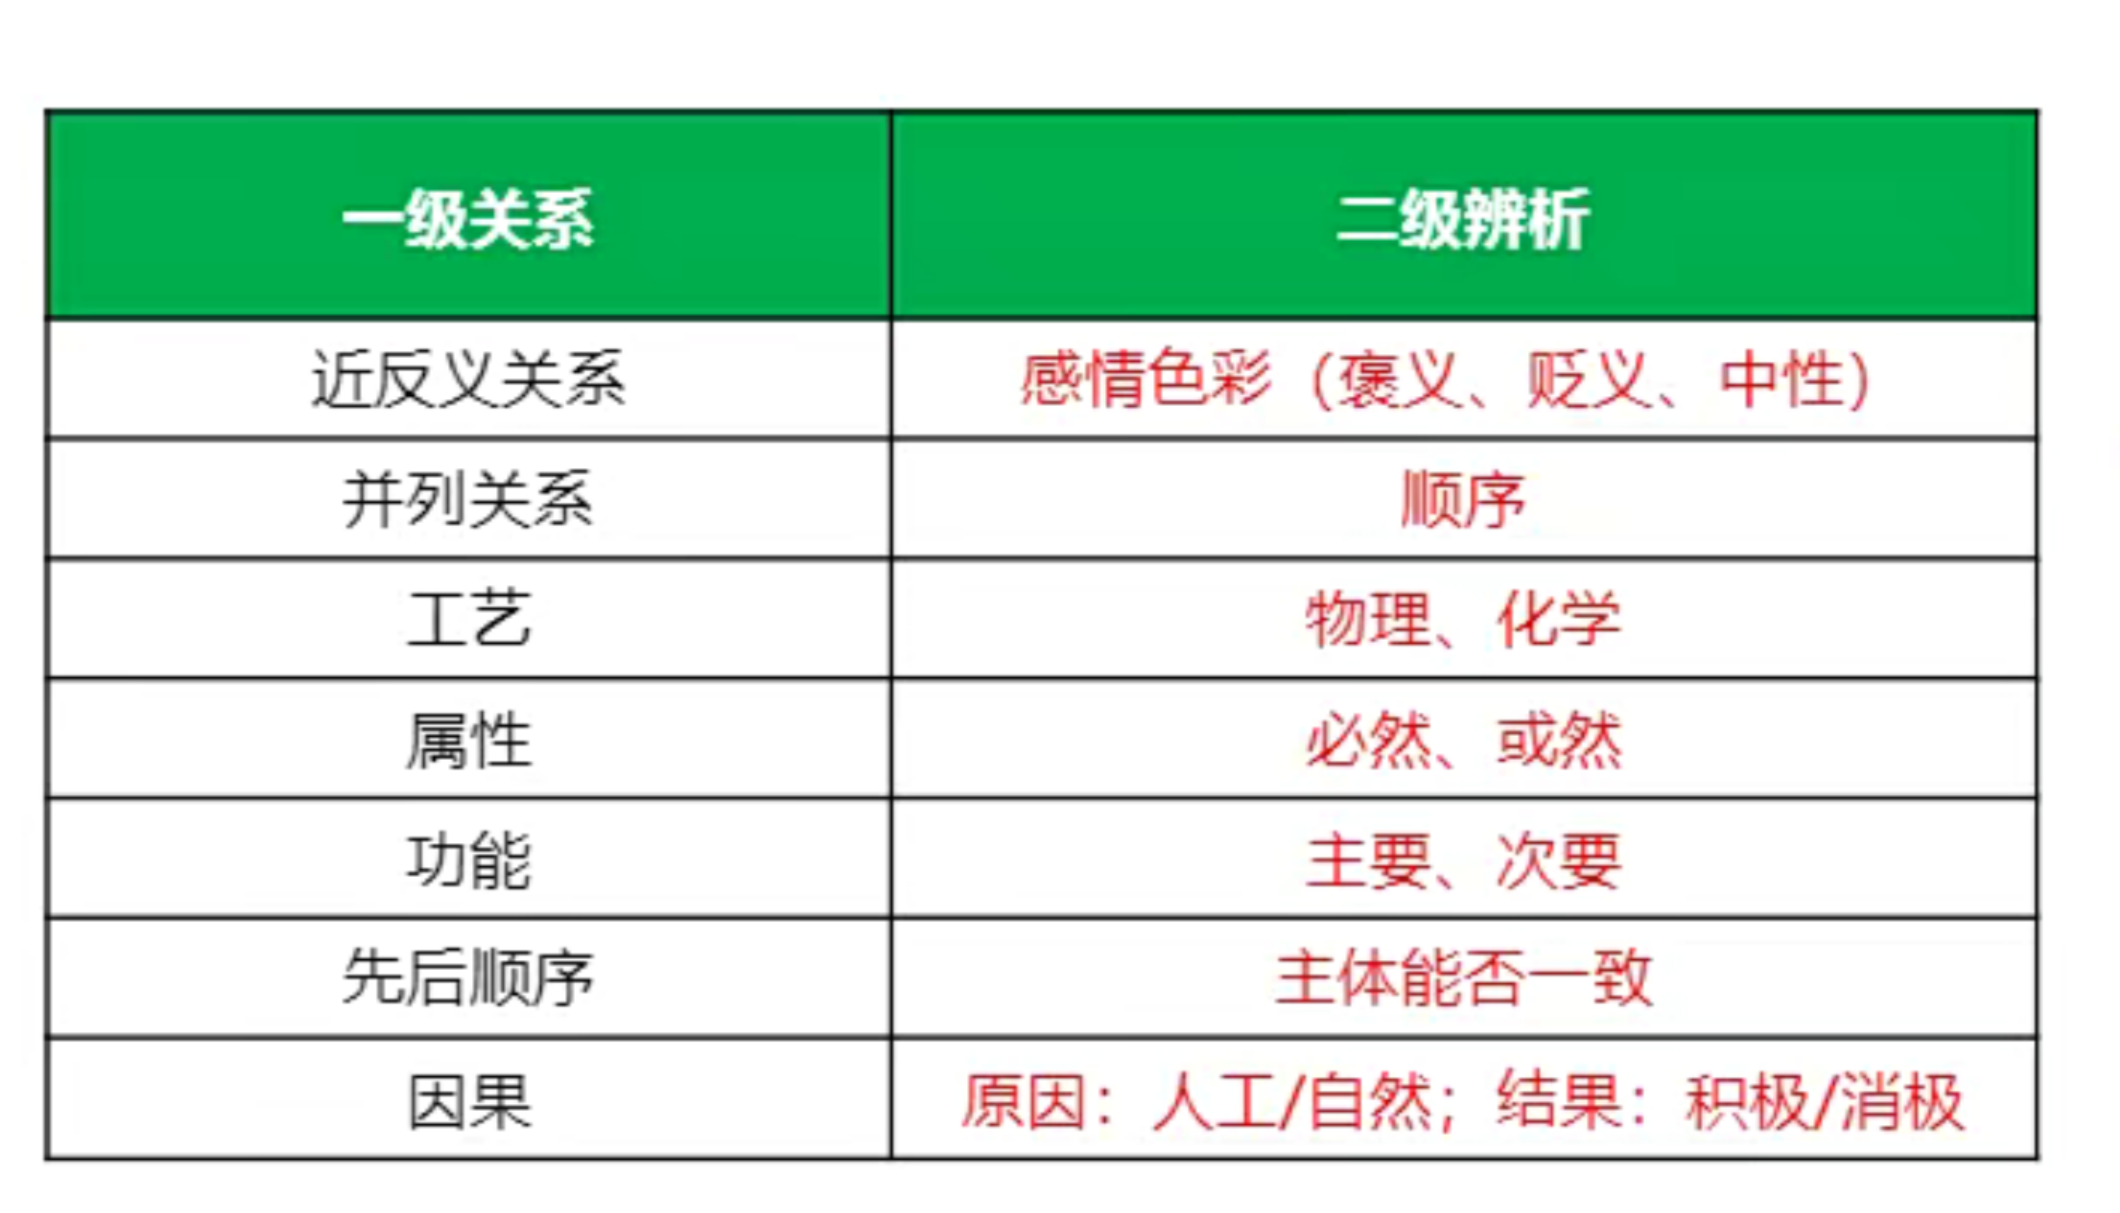 一级关系 二级辨析
近反义关系 感情色彩（褒义、贬义、中性）
并列关系 顺序
工艺 物理、化学
属性 必然、或然
功能 主要、次要
先后顺序 主体能否一致
因果 原因：人工/自然；结果：积极/消极